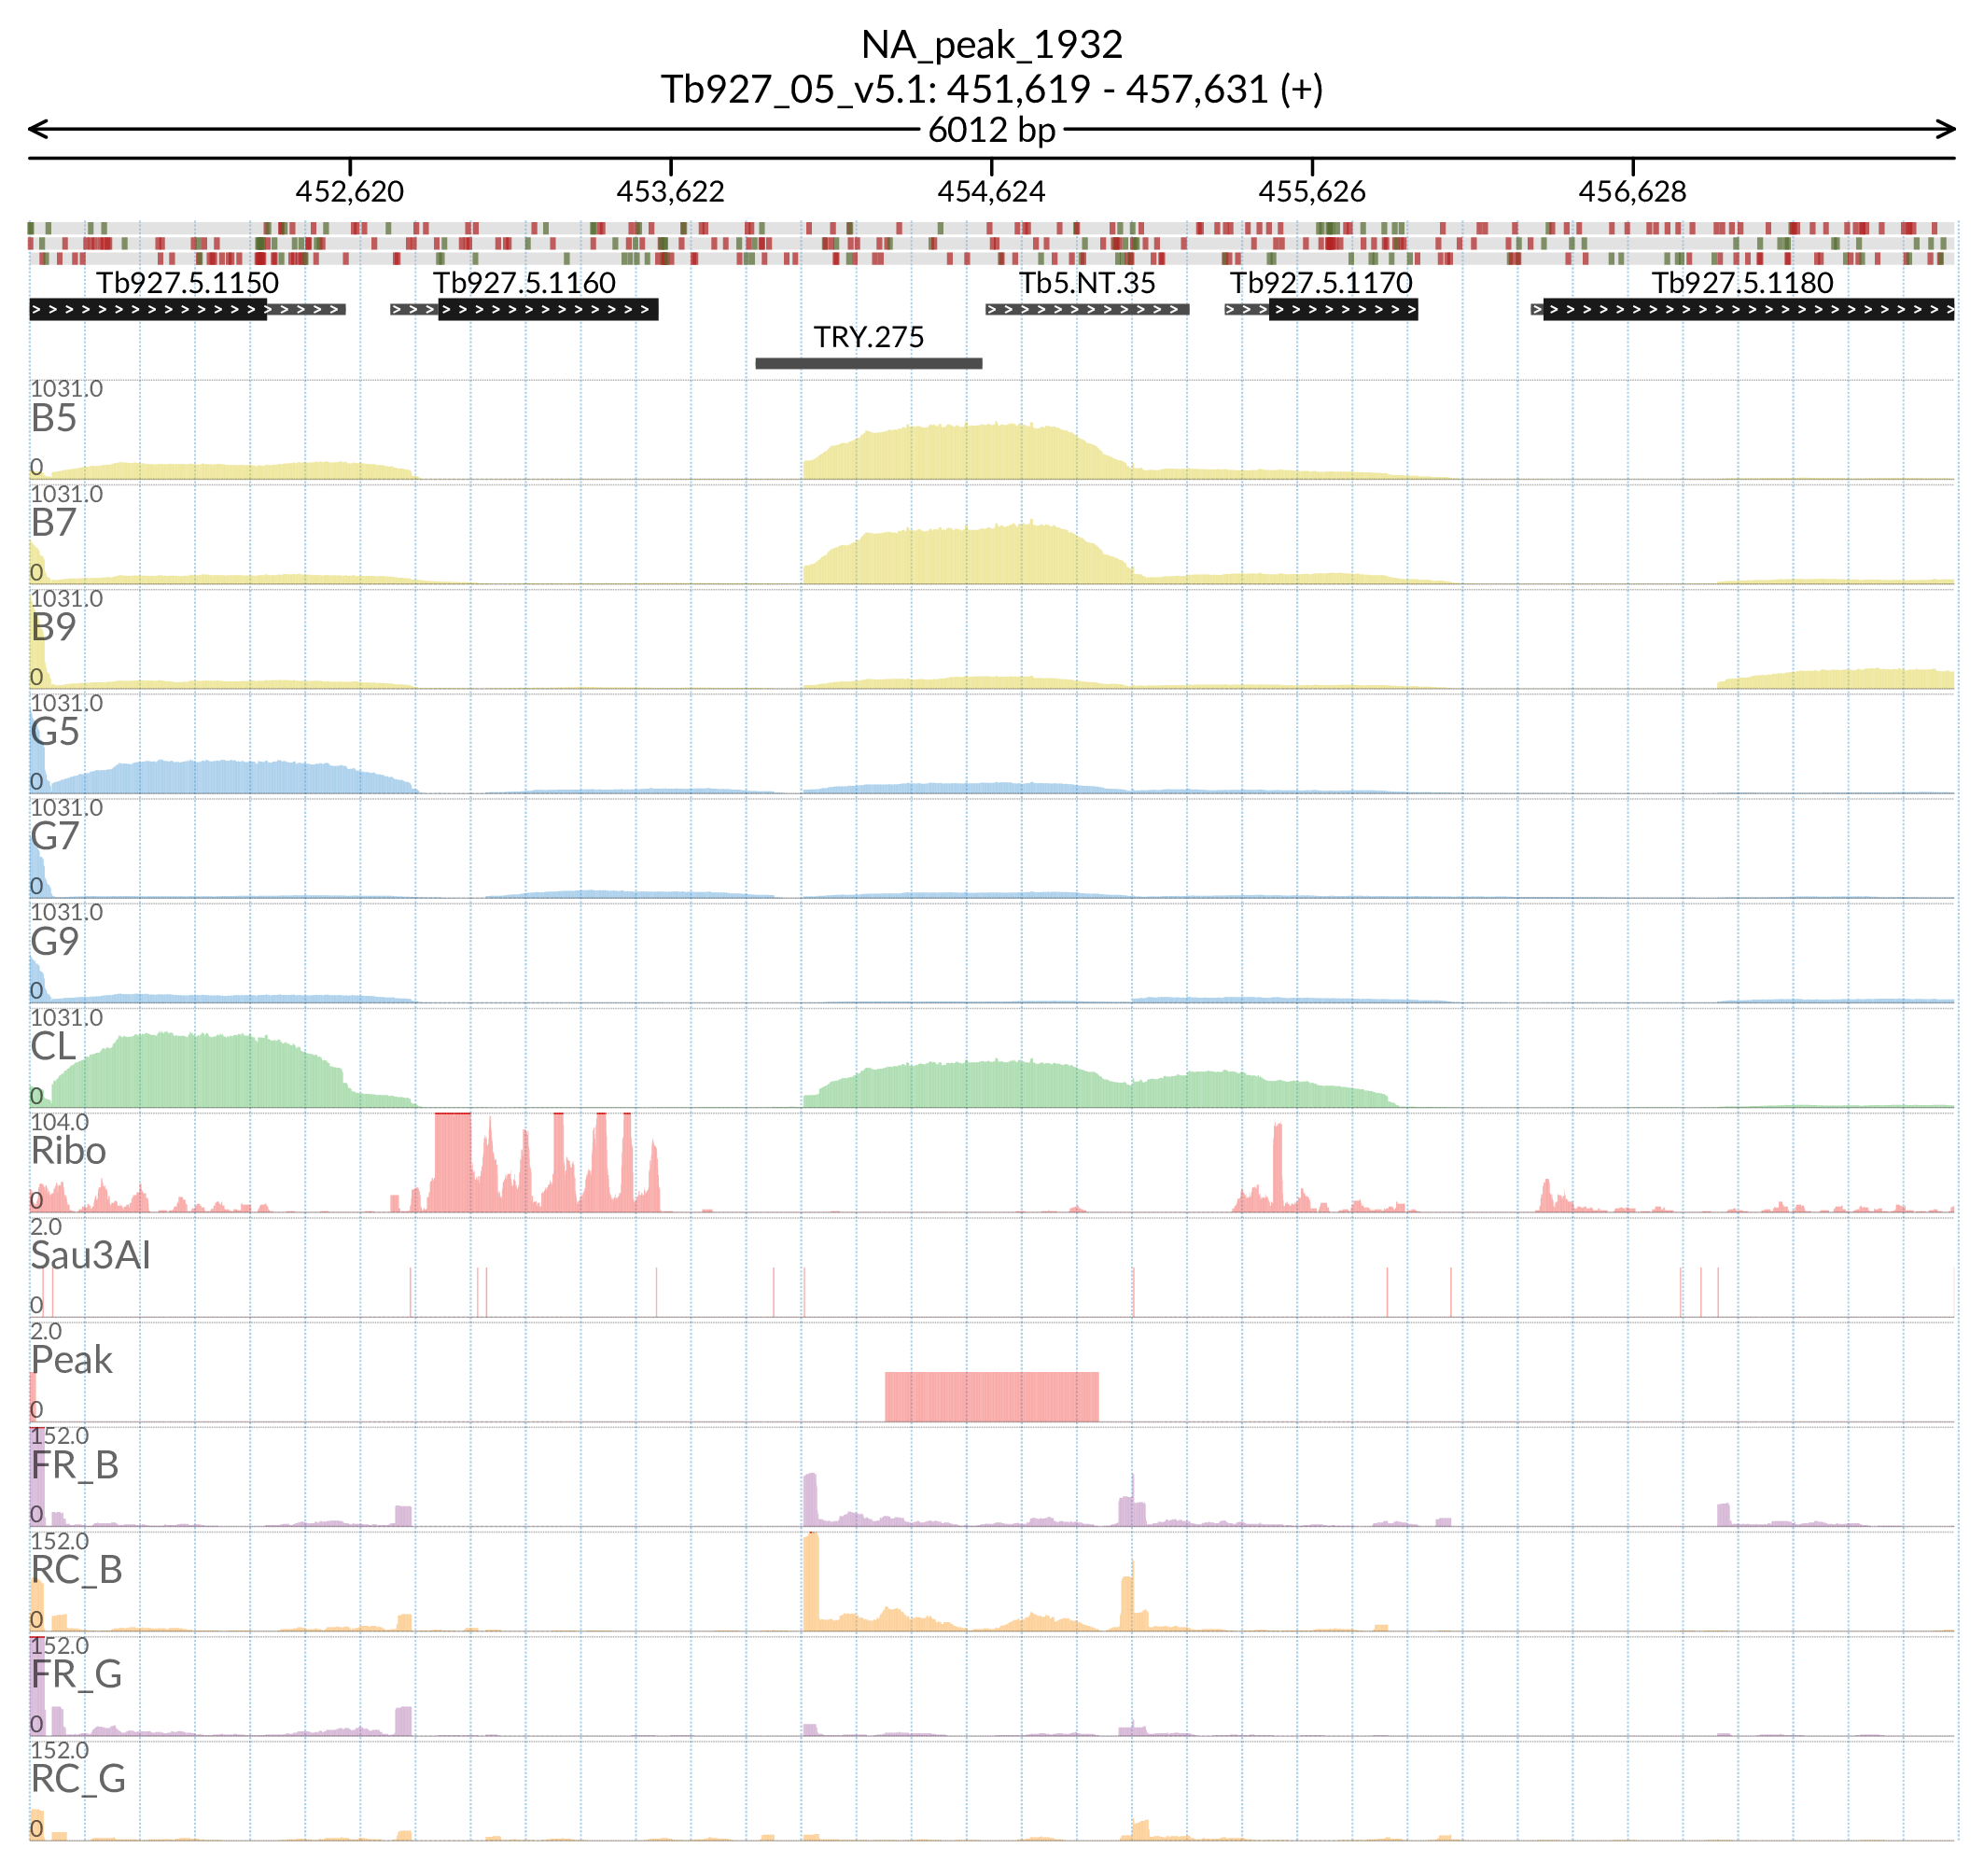 NA_peak_1932
Tb927_05_v5.1: 451,619 - 457,631 (+)
6012 bp
452,620 453,622 454,624 455,626 456,628
Tb927.5.1150 Tb927.5.1160 Tb5.NT.35 Tb927.5.1170 Tb927.5.1180
TRY.275
1031.0
B5
0
1031.0
B7
0
1031.0
B9
0
1031.0
G5
0
1031.0
G7
0
1031.0
G9
0
1031.0
CL
0
104.0
Ribo
0
2.0
Sau3AI
0
2.0
Peak
0
152.0
FR_B
0
152.0
RC_B
0
152.0
FR_G
0
152.0
RC_G
0